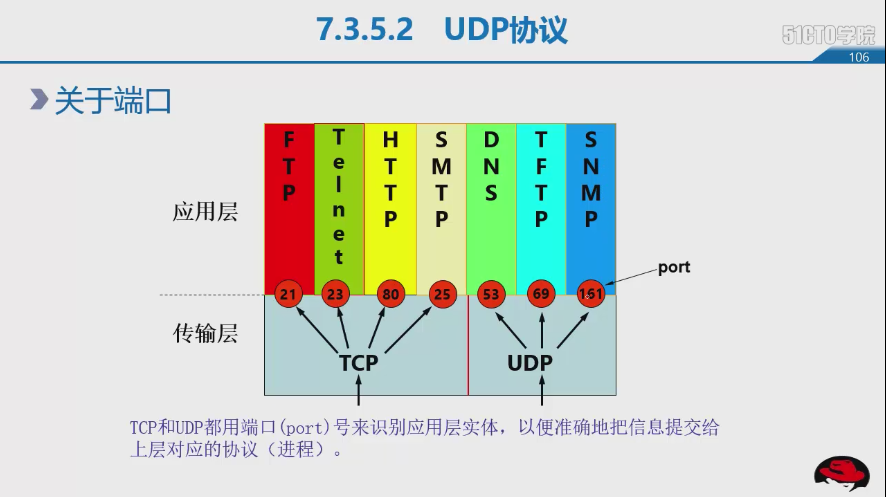 7.3.5.2 UDP协议
51CTO学院
106
关于端口
FTP
Telnet
HTTP
SMTP
DNS
TFTP
SNMP
应用层
port
21 23 80 25 53 69 161
传输层
TCP
UDP
TCP和UDP都用端口(port)号来识别应用层实体，以便准确地把信息提交给
上层对应的协议（进程）。